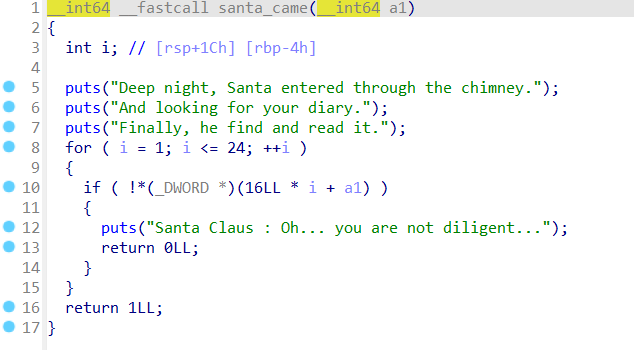 1 __int64 __fastcall santa_came(__int64 a1)
2 {
3   int i; // [rsp+1Ch] [rbp-4h]
4
5   puts("Deep night, Santa entered through the chimney.");
6   puts("And looking for your diary.");
7   puts("Finally, he find and read it.");
8   for ( i = 1; i <= 24; ++i )
9   {
10     if ( !*(_DWORD *)(16LL * i + a1) )
11     {
12       puts("Santa Claus : Oh... you are not diligent...");
13       return 0LL;
14     }
15   }
16   return 1LL;
17 }